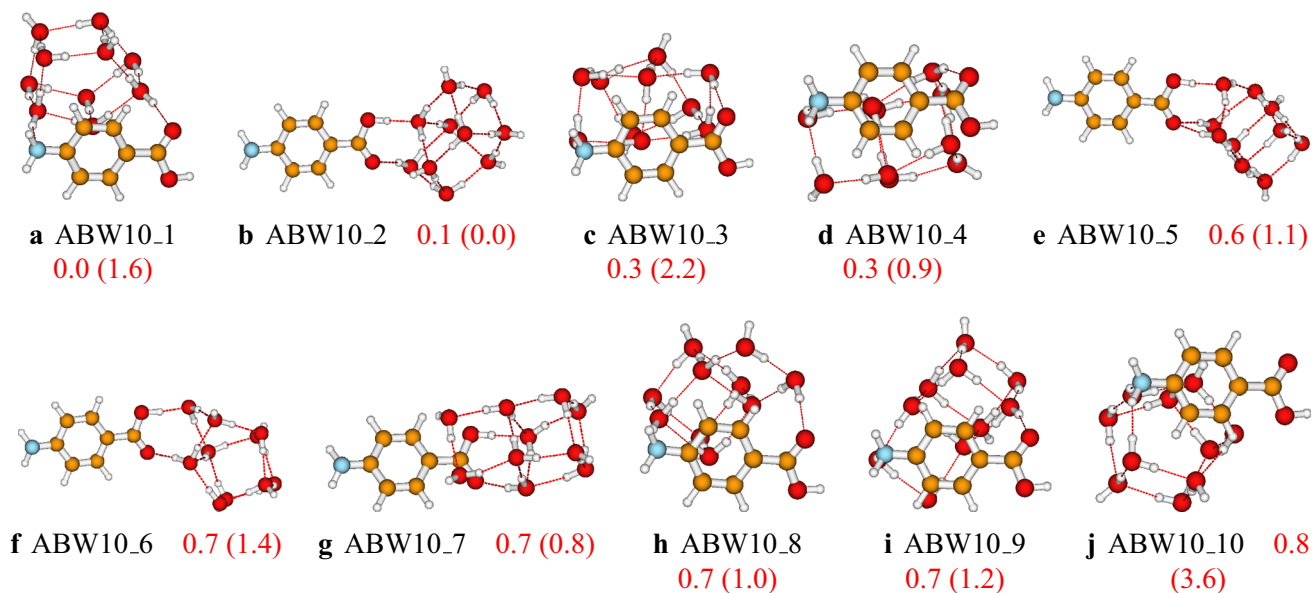 a ABW10_1
0.0 (1.6)
b ABW10_2 0.1 (0.0)
c ABW10_3
0.3 (2.2)
d ABW10_4
0.3 (0.9)
e ABW10_5 0.6 (1.1)
f ABW10_6 0.7 (1.4)
g ABW10_7 0.7 (0.8)
h ABW10_8
0.7 (1.0)
i ABW10_9
0.7 (1.2)
j ABW10_10 0.8
(3.6)